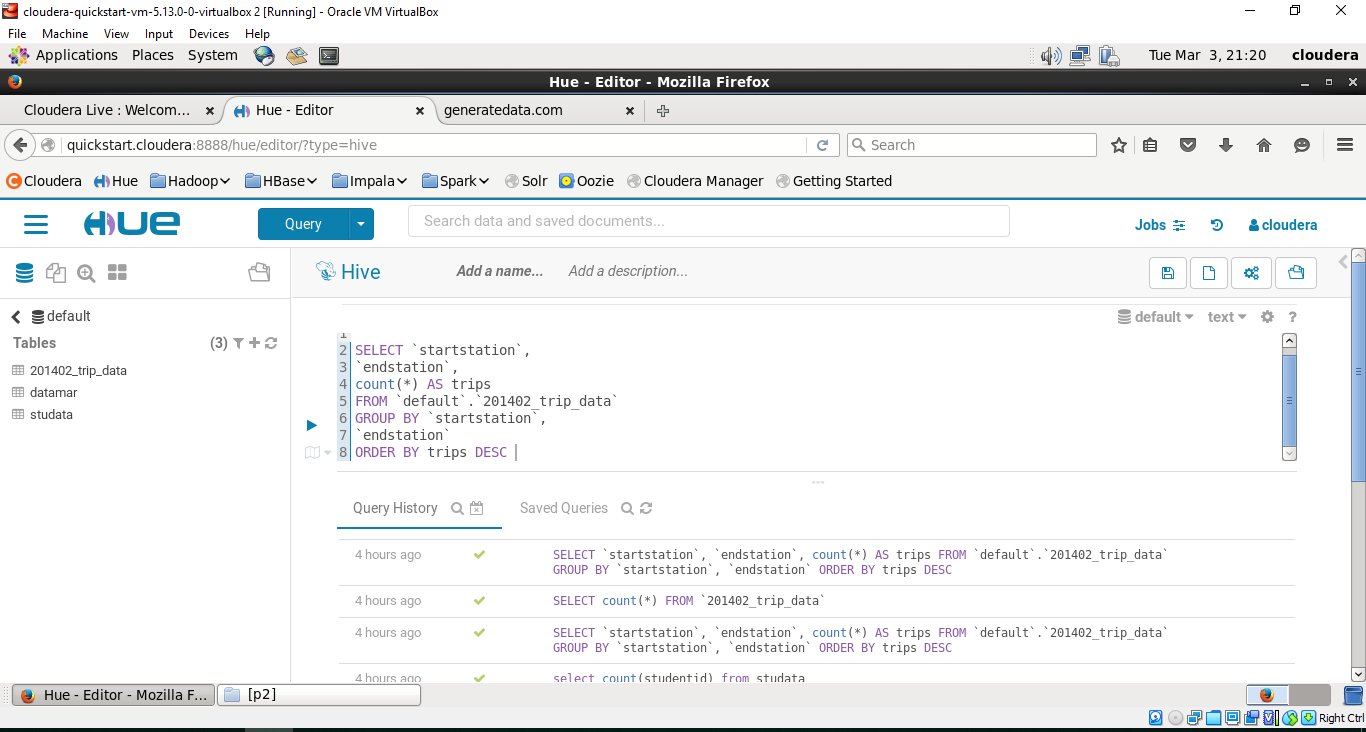 cloudera-quickstart-vm-5.13.0-0-virtualbox 2 [Running] - Oracle VM VirtualBox
File Machine View Input Devices Help
Applications Places System Tue Mar 3, 21:20 cloudera
Hue - Editor - Mozilla Firefox
Cloudera Live : Welcom... Hue - Editor generatedata.com
quickstart.cloudera:8888/hue/editor/?type=hive Search
Cloudera Hue Hadoop HBase Impala Spark Solr Oozie Cloudera Manager Getting Started
HUE Query Search data and saved documents... Jobs cloudera
Hive Add a name... Add a description...
default
Tables (3)
201402_trip_data
datamar
studata
default text ?
1
2 SELECT `startstation`,
3 `endstation`,
4 count(*) AS trips
5 FROM `default`.`201402_trip_data`
6 GROUP BY `startstation`,
7 `endstation`
8 ORDER BY trips DESC
Query History Saved Queries
4 hours ago SELECT `startstation`, `endstation`, count(*) AS trips FROM `default`.`201402_trip_data`
GROUP BY `startstation`, `endstation` ORDER BY trips DESC
4 hours ago SELECT count(*) FROM `201402_trip_data`
4 hours ago SELECT `startstation`, `endstation`, count(*) AS trips FROM `default`.`201402_trip_data`
GROUP BY `startstation`, `endstation` ORDER BY trips DESC
4 hours ago select count(studentid) from studata
Hue - Editor - Mozilla F... [p2]
Right Ctrl